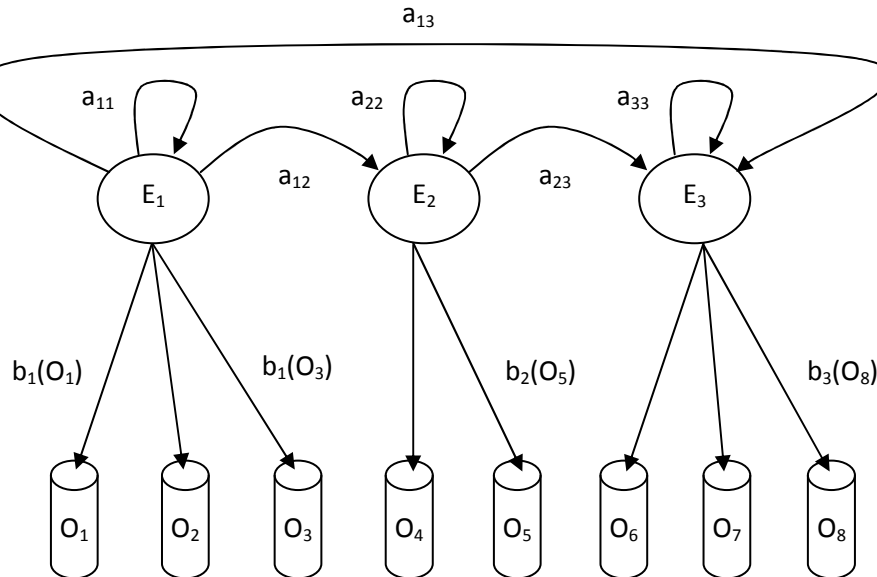 a₁₃
a₁₁
a₂₂
a₃₃
a₁₂
a₂₃
E₁
E₂
E₃
b₁(O₁)
b₁(O₃)
b₂(O₅)
b₃(O₈)
O₁
O₂
O₃
O₄
O₅
O₆
O₇
O₈